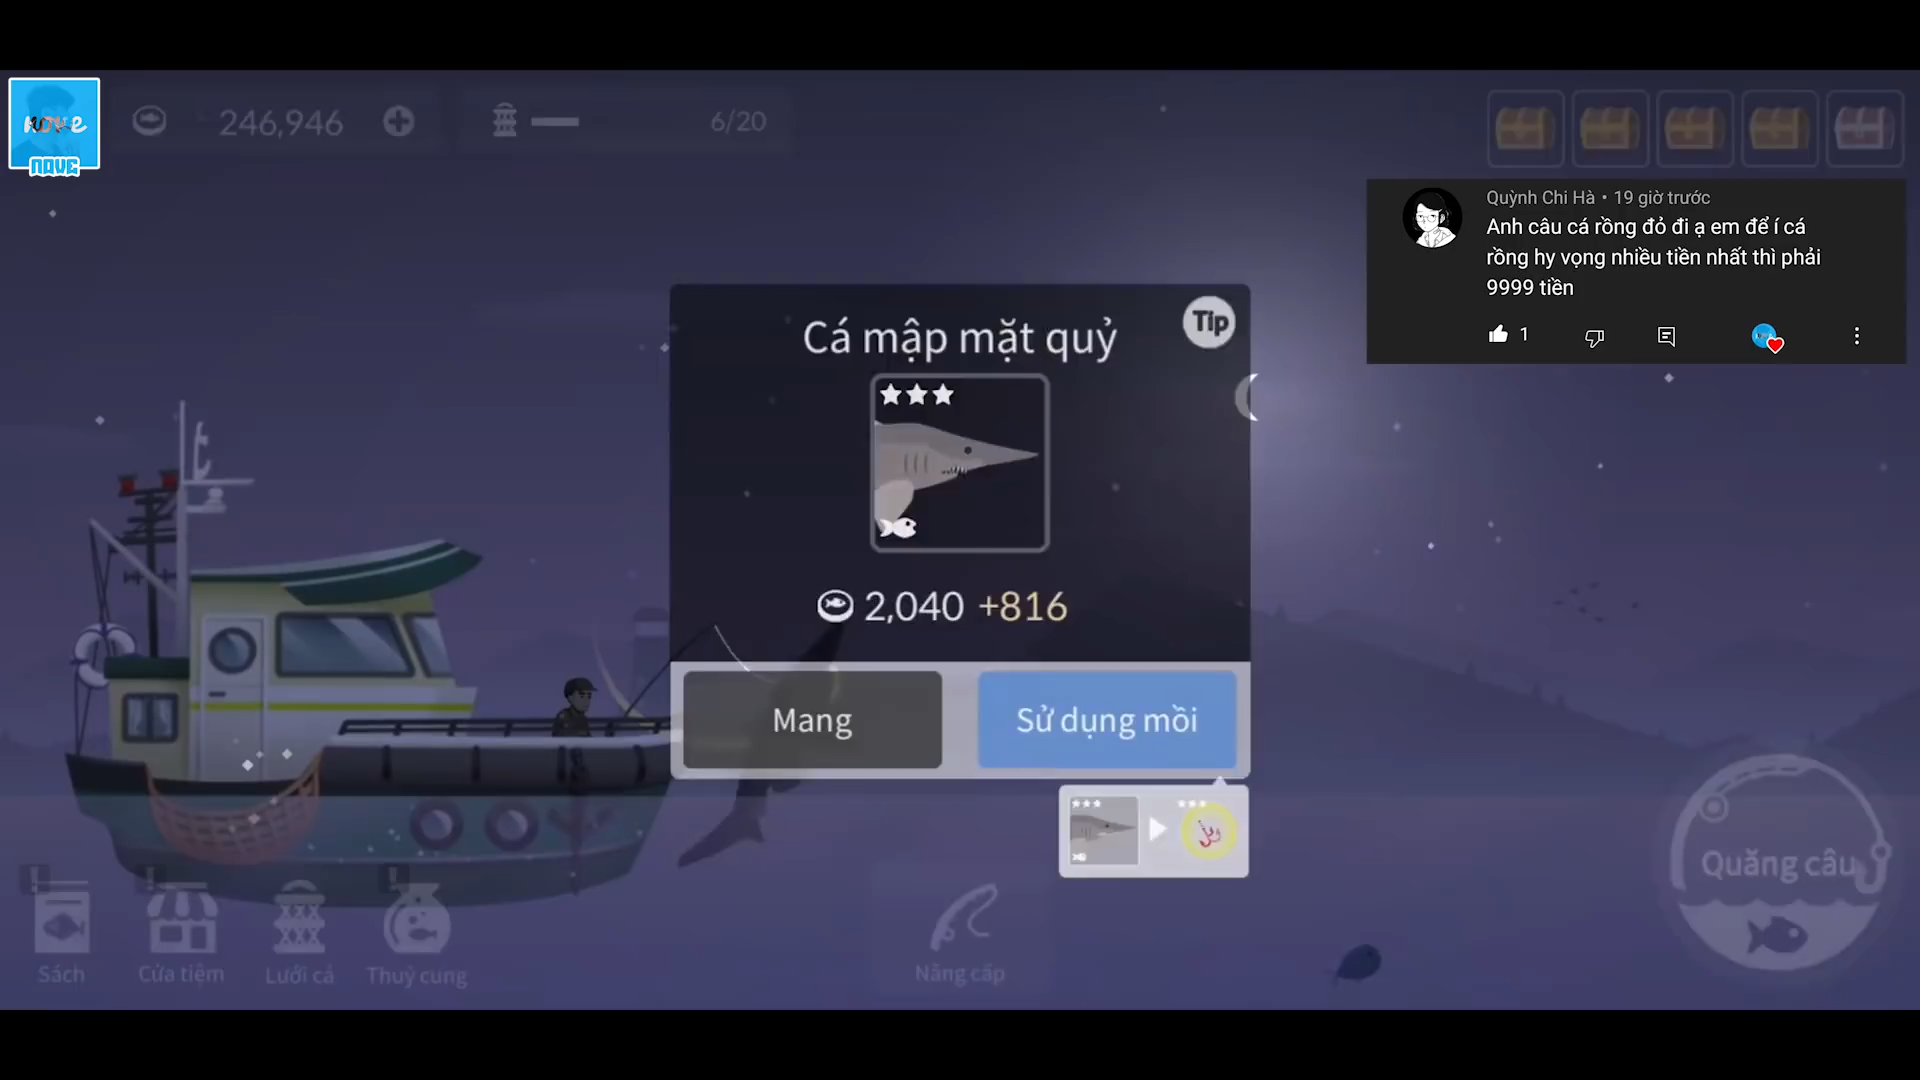 nove
NOVE
246,946
6/20
Quỳnh Chi Hà • 19 giờ trước
Anh câu cá rồng đỏ đi ạ em để í cá
rồng hy vọng nhiều tiền nhất thì phải
9999 tiền
1
Cá mập mặt quỷ
Tip
2,040 +816
Mang
Sử dụng mồi
Quăng câu
Sách
Cửa tiệm
Lưới cá
Thuỷ cung
Nâng cấp